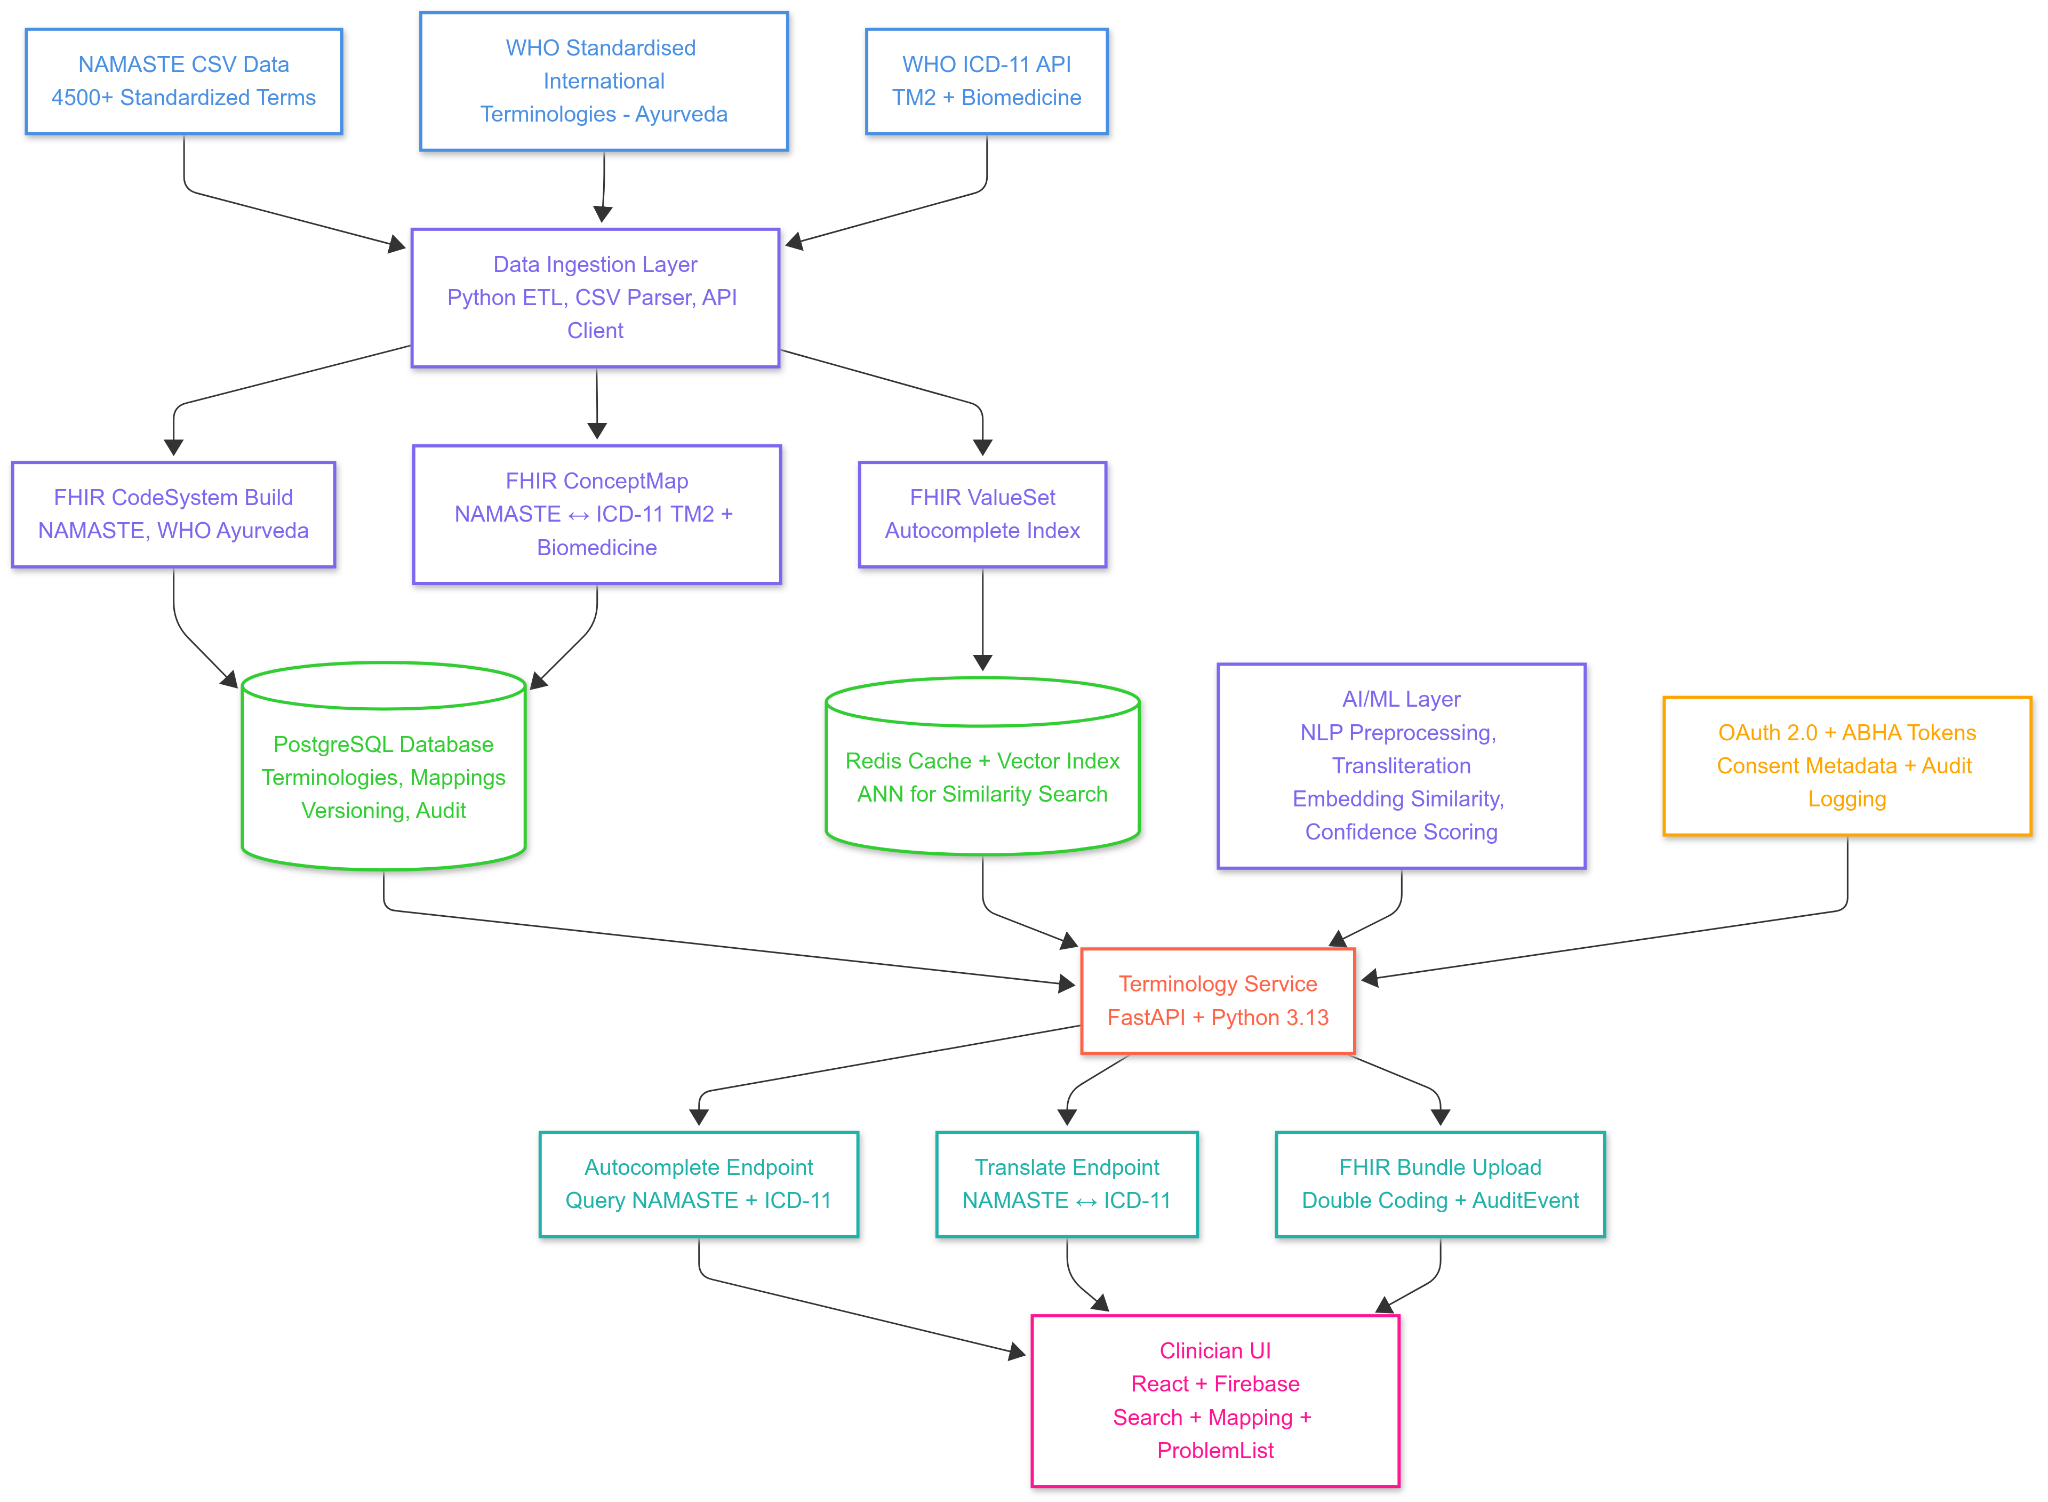 NAMASTE CSV Data
4500+ Standardized Terms
WHO Standardised
International
Terminologies - Ayurveda
WHO ICD-11 API
TM2 + Biomedicine
Data Ingestion Layer
Python ETL, CSV Parser, API
Client
FHIR CodeSystem Build
NAMASTE, WHO Ayurveda
FHIR ConceptMap
NAMASTE ↔ ICD-11 TM2 +
Biomedicine
FHIR ValueSet
Autocomplete Index
PostgreSQL Database
Terminologies, Mappings
Versioning, Audit
Redis Cache + Vector Index
ANN for Similarity Search
AI/ML Layer
NLP Preprocessing,
Transliteration
Embedding Similarity,
Confidence Scoring
OAuth 2.0 + ABHA Tokens
Consent Metadata + Audit
Logging
Terminology Service
FastAPI + Python 3.13
Autocomplete Endpoint
Query NAMASTE + ICD-11
Translate Endpoint
NAMASTE ↔ ICD-11
FHIR Bundle Upload
Double Coding + AuditEvent
Clinician UI
React + Firebase
Search + Mapping +
ProblemList